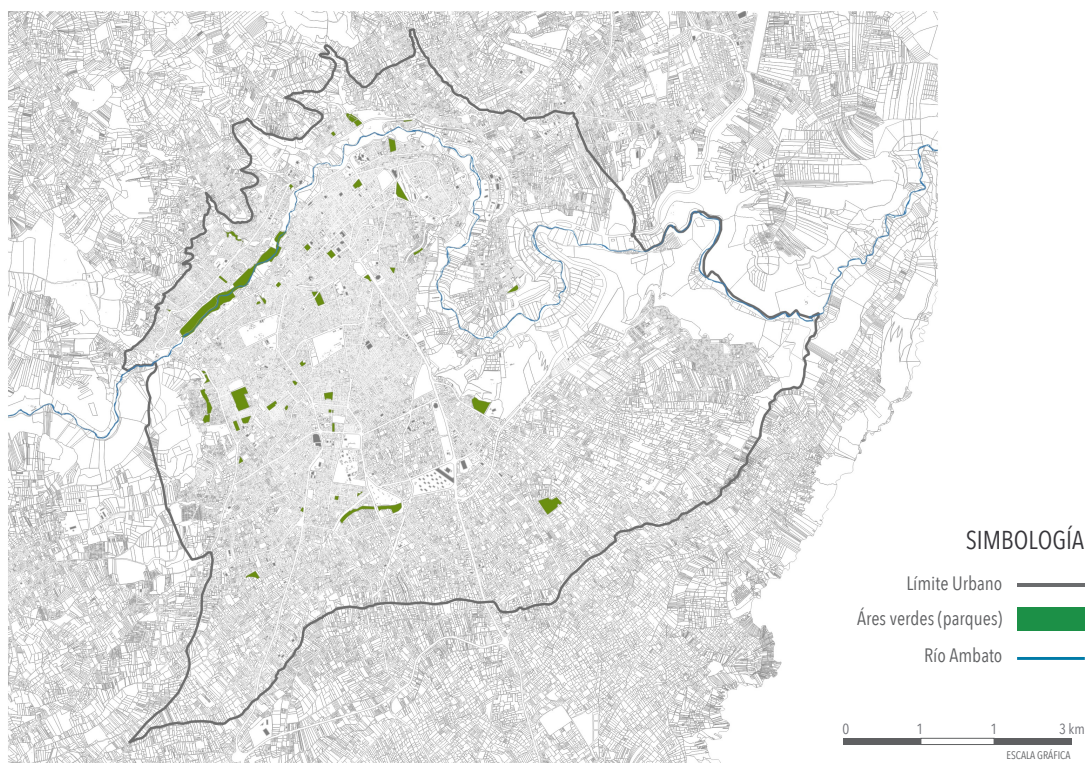 SIMBOLOGÍA
Límite Urbano
Áres verdes (parques)
Río Ambato
0 1 1 3 km
ESCALA GRÁFICA